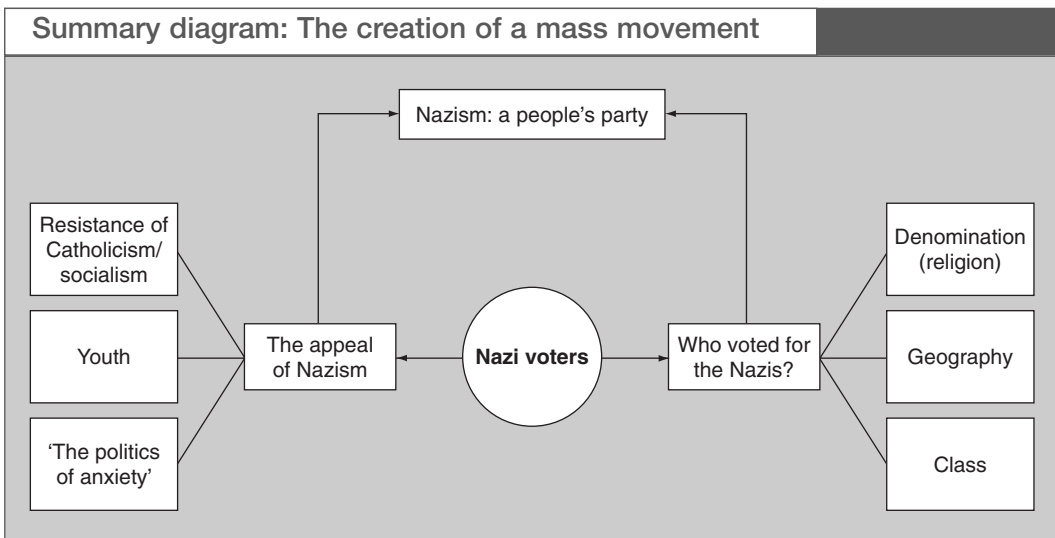 Summary diagram: The creation of a mass movement
Nazism: a people’s party
Resistance of
Catholicism/
socialism
Youth
‘The politics
of anxiety’
The appeal
of Nazism
Nazi voters
Who voted for
the Nazis?
Denomination
(religion)
Geography
Class